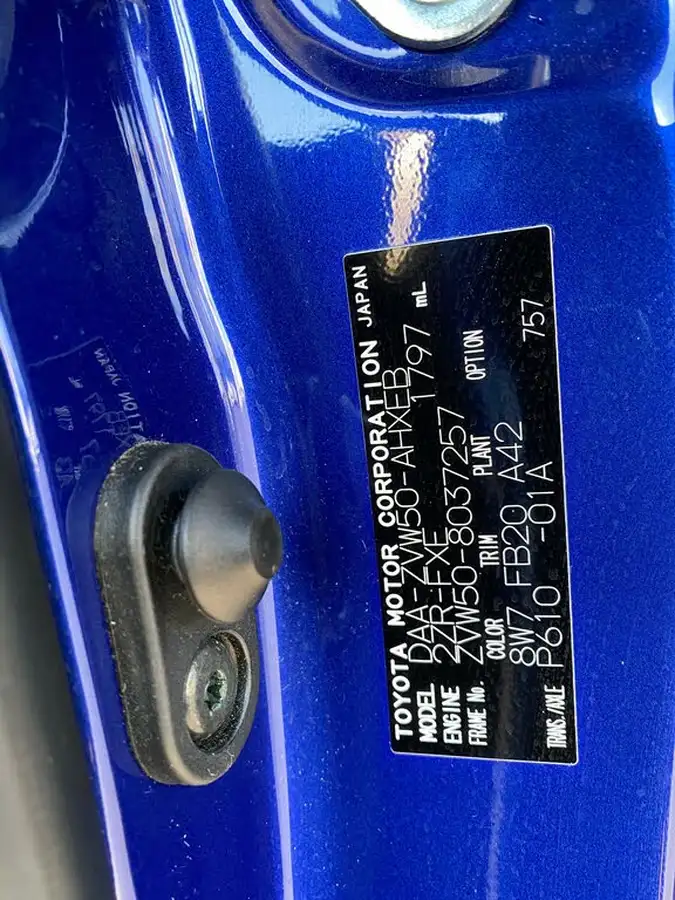 TOYOTA MOTOR CORPORATION JAPAN
MODEL DAA-ZVW50-AHXEB
ENGINE 2ZR-FXE 1797 mL
FRAME No. ZVW50-8037257
COLOR TRIM PLANT OPTION
8W7 FB20 A42
TRANS./AXLE P610 -01A 757